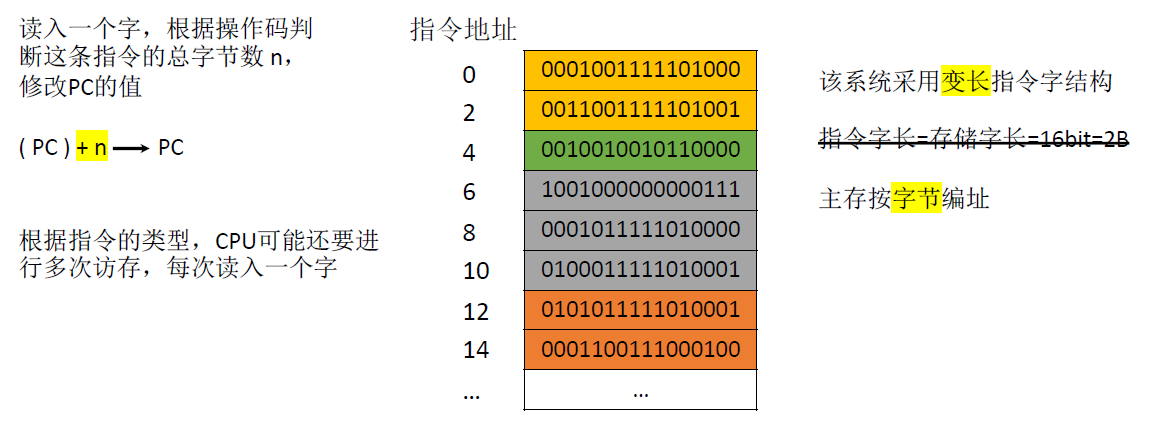 读入一个字，根据操作码判
断这条指令的总字节数 n，
修改PC的值
( PC ) + n → PC
根据指令的类型，CPU可能还要进
行多次访存，每次读入一个字
指令地址
0 0001001111101000
2 0011001111101001
4 0010010010110000
6 1001000000000111
8 0001011111010000
10 0100011111010001
12 0101011111010001
14 0001100111000100
... ...
该系统采用变长指令字结构
指令字长=存储字长=16bit=2B
主存按字节编址